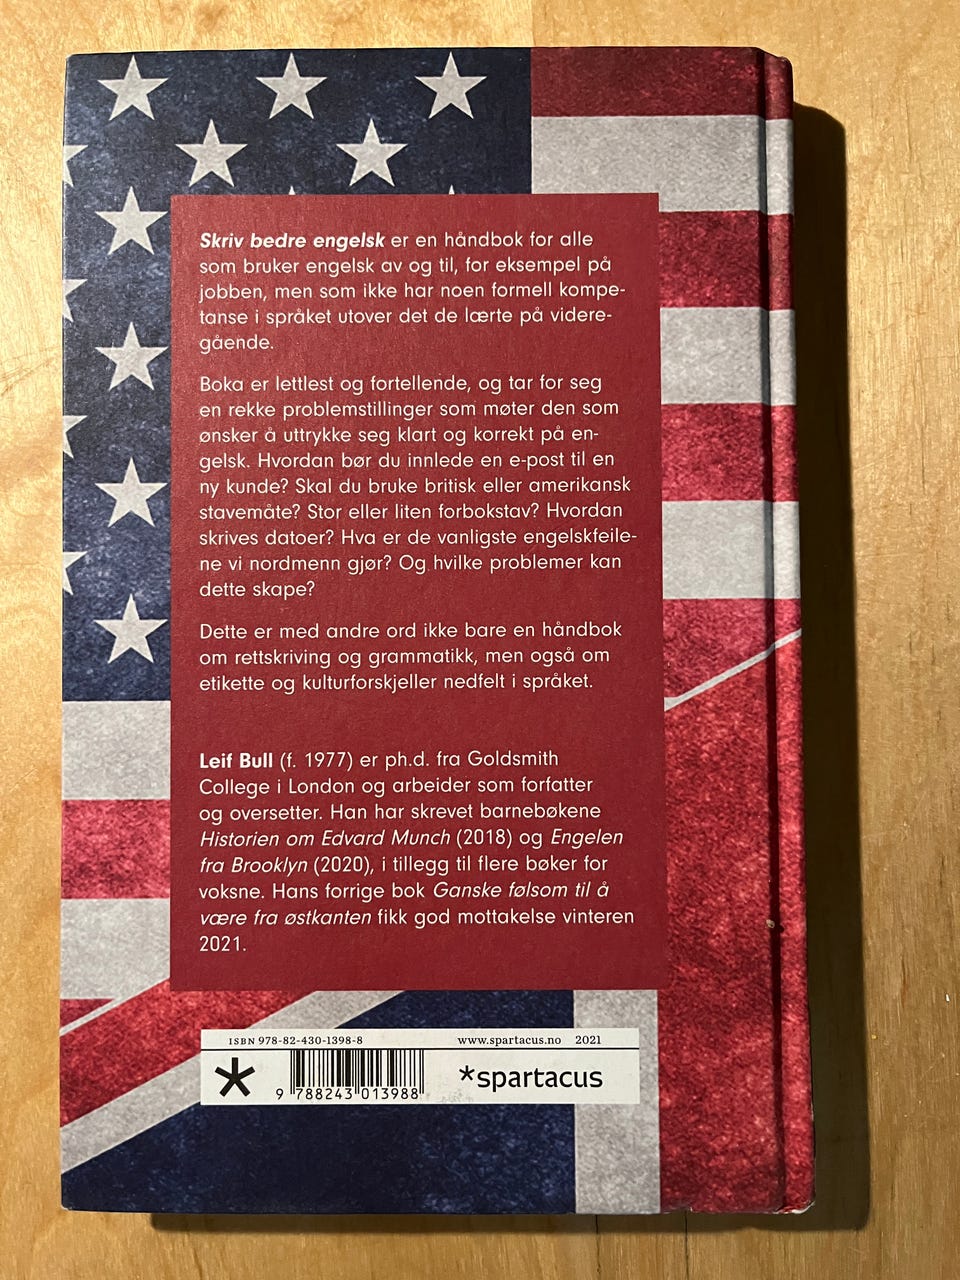 Skriv bedre engelsk er en håndbok for alle
som bruker engelsk av og til, for eksempel på
jobben, men som ikke har noen formell kompe-
tanse i språket utover det de lærte på videre-
gående.
Boka er lettlest og fortellende, og tar for seg
en rekke problemstillinger som møter den som
ønsker å uttrykke seg klart og korrekt på en-
gelsk. Hvordan bør du innlede en e-post til en
ny kunde? Skal du bruke britisk eller amerikansk
stavemåte? Stor eller liten forbokstav? Hvordan
skrives datoer? Hva er de vanligste engelskfeile-
ne vi nordmenn gjør? Og hvilke problemer kan
dette skape?
Dette er med andre ord ikke bare en håndbok
om rettskriving og grammatikk, men også om
etikette og kulturforskjeller nedfelt i språket.
Leif Bull (f. 1977) er ph.d. fra Goldsmith
College i London og arbeider som forfatter
og oversetter. Han har skrevet barnebøkene
Historien om Edvard Munch (2018) og Engelen
fra Brooklyn (2020), i tillegg til flere bøker for
voksne. Hans forrige bok Ganske følsom til å
være fra østkanten fikk god mottakelse vinteren
2021.
ISBN 978-82-430-1398-8 www.spartacus.no 2021
*spartacus
9 788243 013988